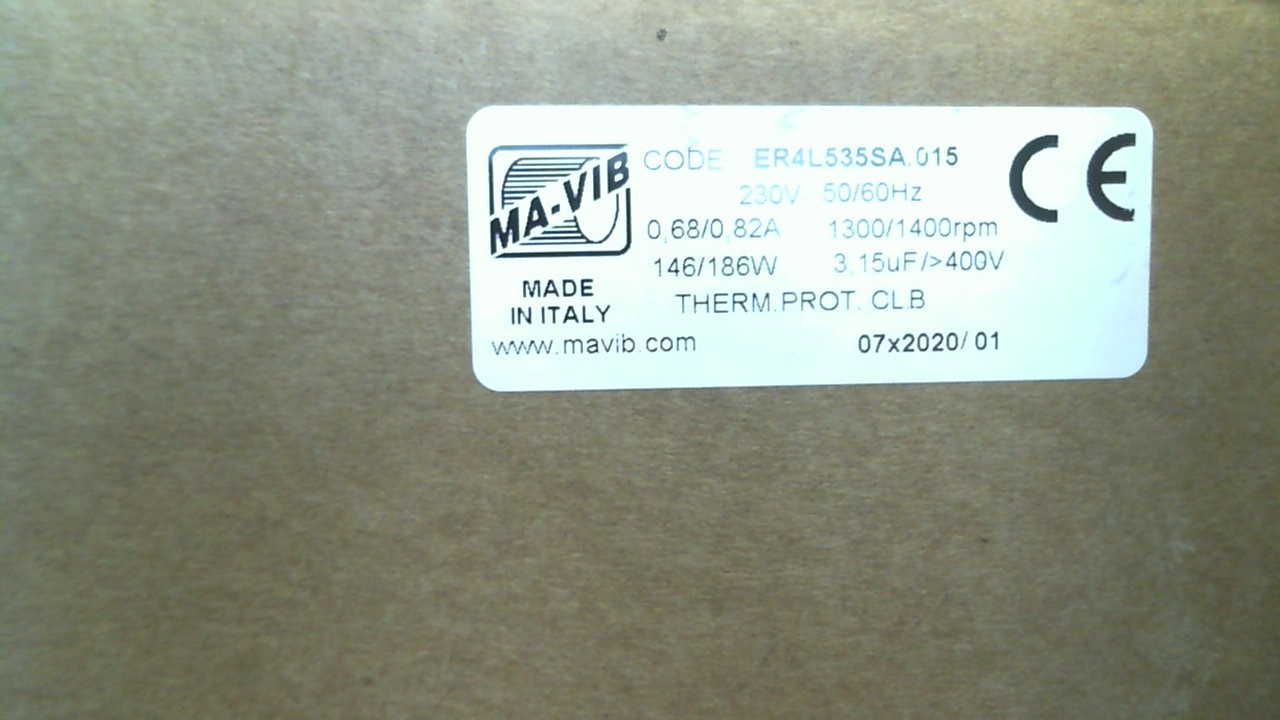 MA-VIB
CODE ER4L535SA.015
230V 50/60Hz
0,68/0,82A 1300/1400rpm
146/186W 3,15uF/>400V
THERM.PROT. CL.B
MADE
IN ITALY
www.mavib.com
07x2020/01
CE